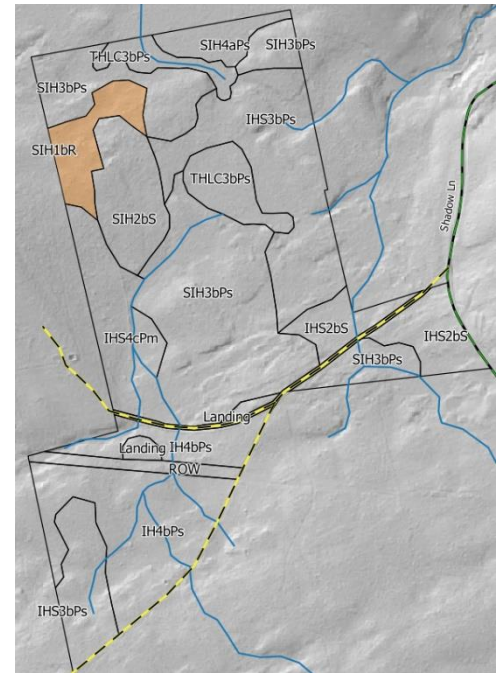 SIH4aPs
SIH3bPs
THLC3bPs
SIH3bPs
IHS3bPs
SIH1bR
THLC3bPs
SIH2bS
Shadow Ln
SIH3bPs
IHS4cPm
IHS2bS
IHS2bS
SIH3bPs
Landing
Landing
IH4bPs
ROW
IH4bPs
IHS3bPs